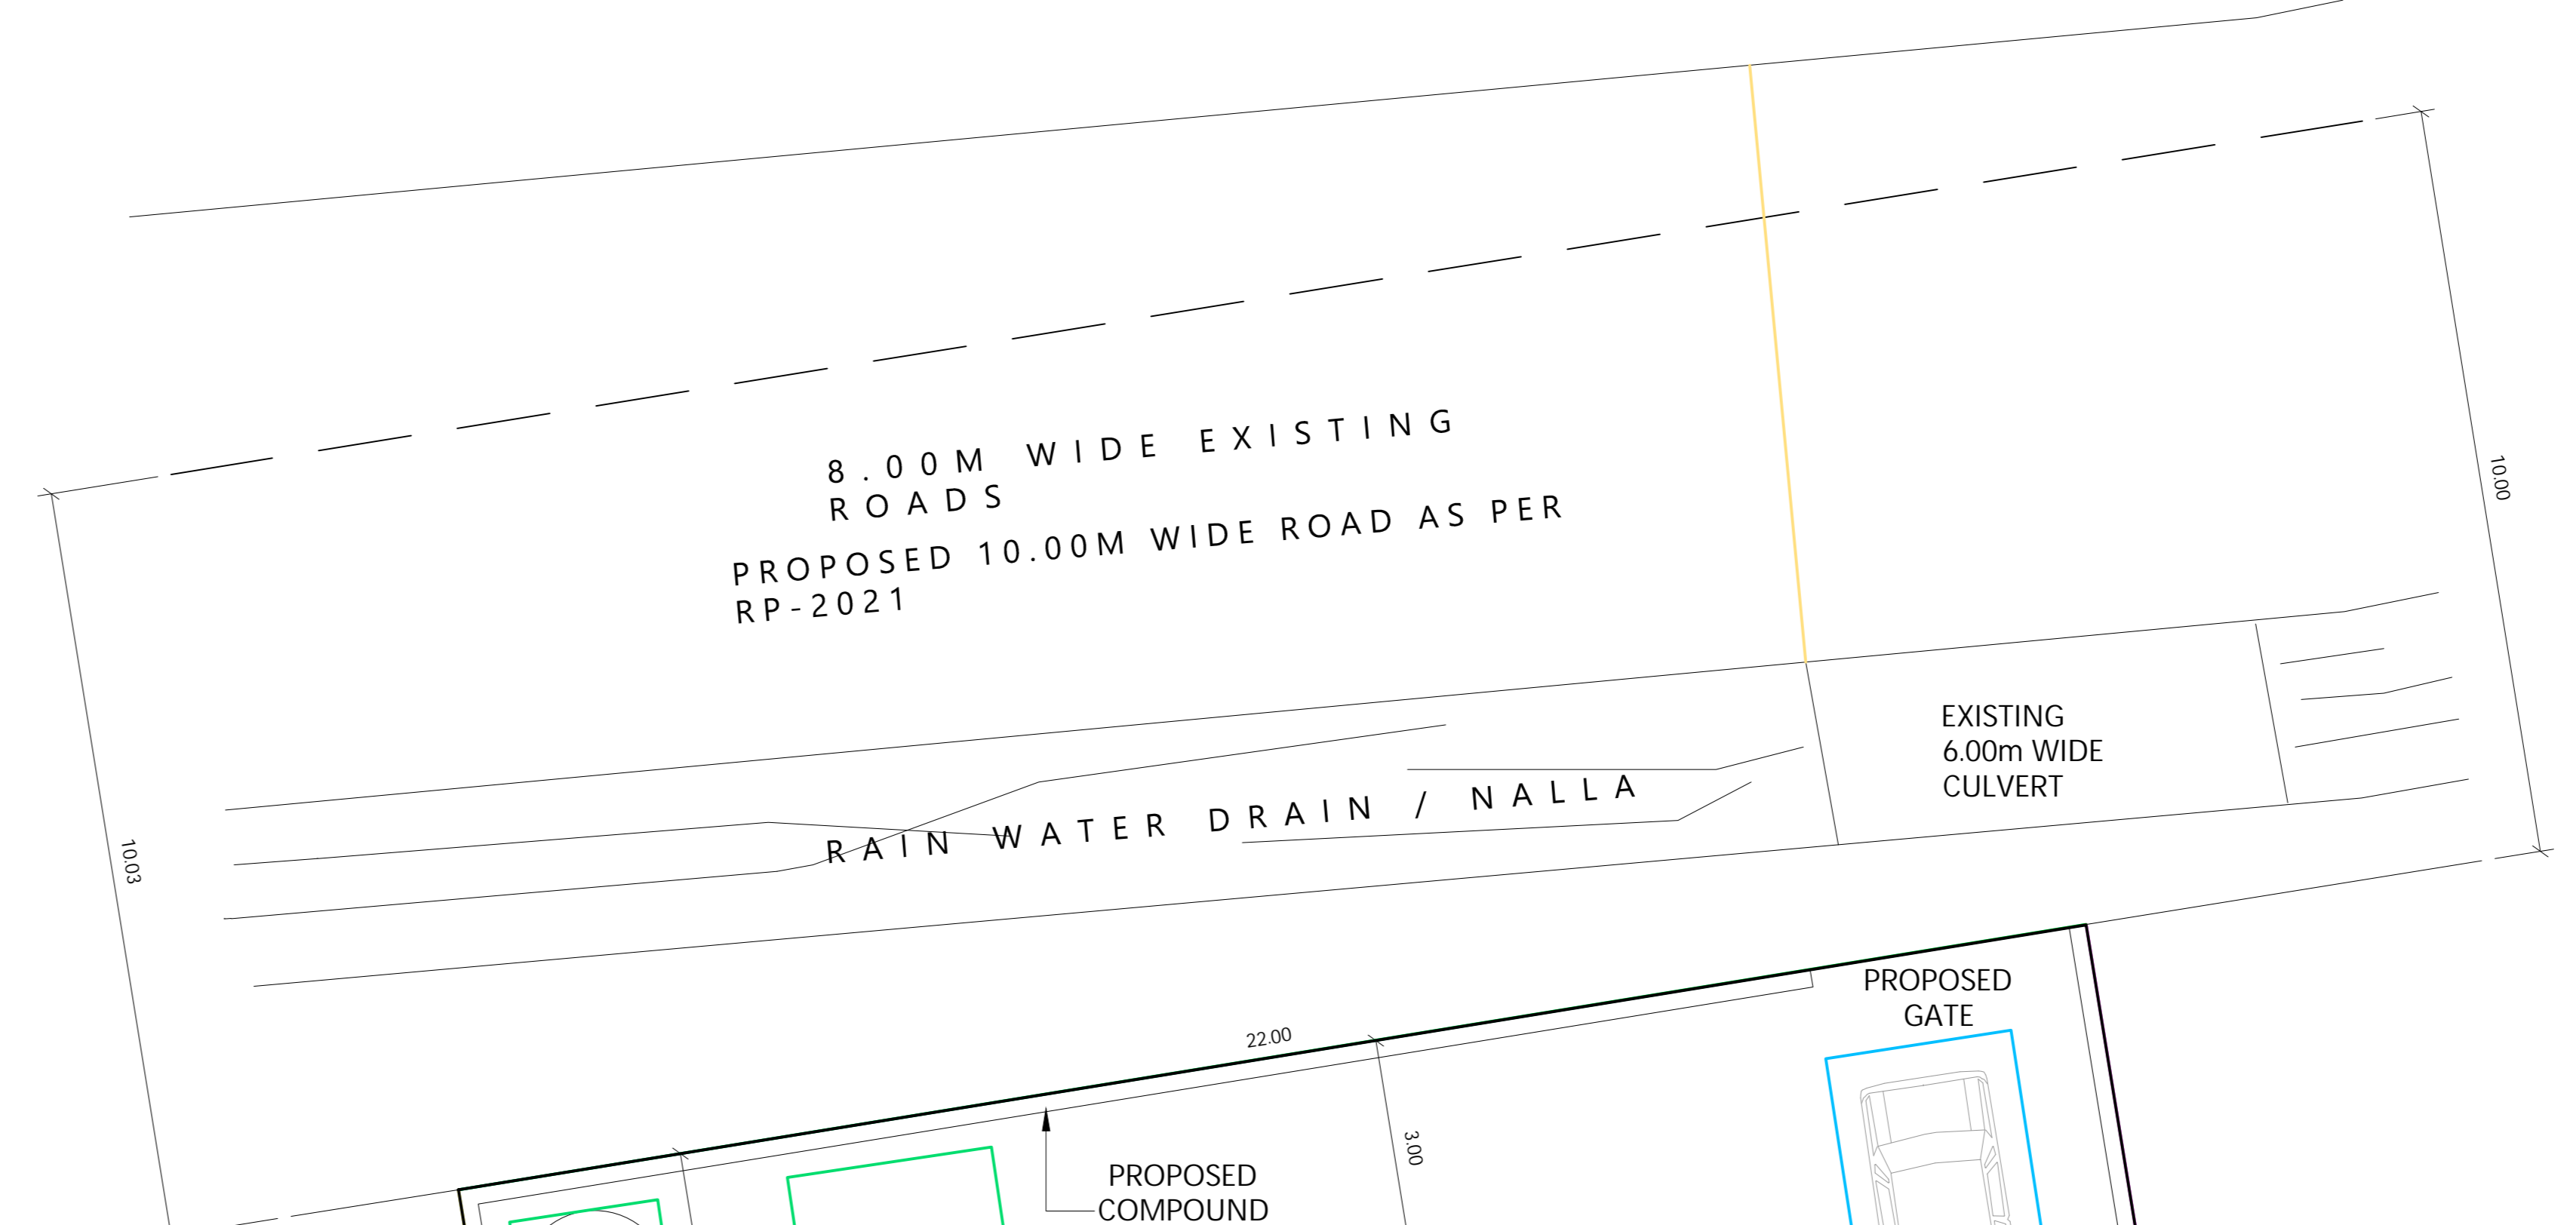 8.00M WIDE EXISTING
ROADS
PROPOSED 10.00M WIDE ROAD AS PER
RP-2021
10.00
10.03
EXISTING
6.00m WIDE
CULVERT
RAIN WATER DRAIN / NALLA
PROPOSED
GATE
22.00
3.00
PROPOSED
COMPOUND